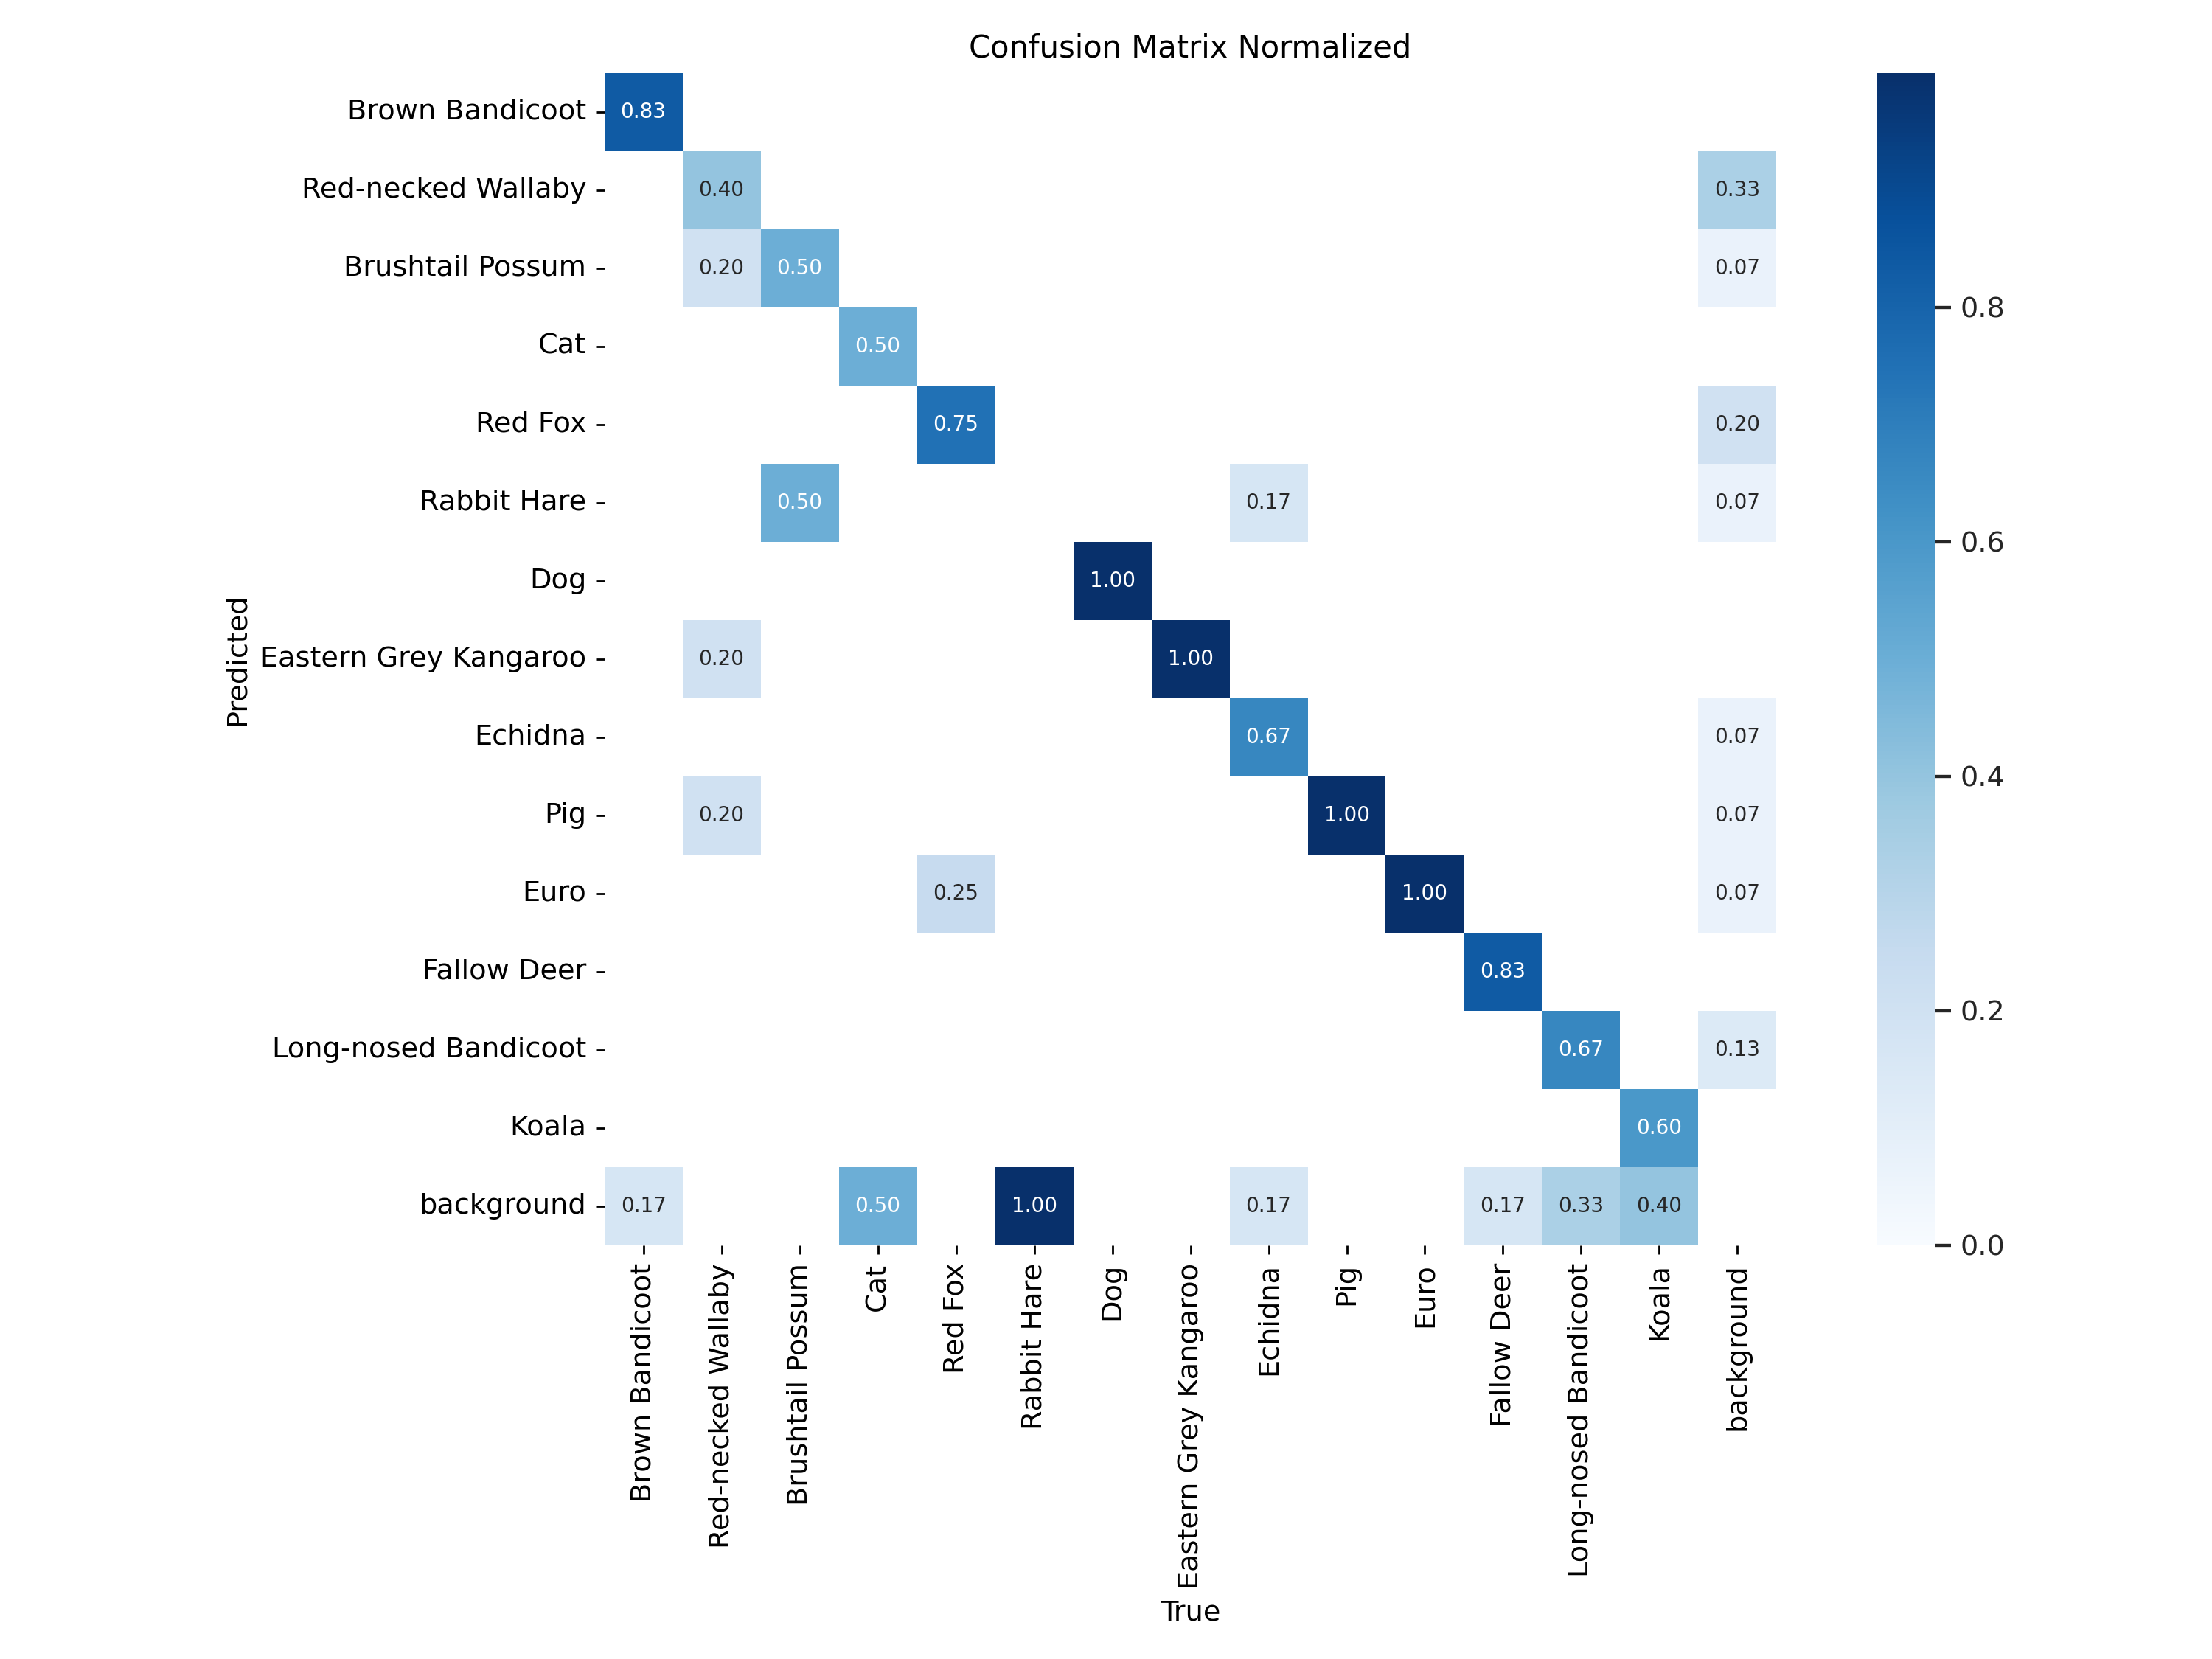 Confusion Matrix Normalized
Brown Bandicoot
0.83
Red-necked Wallaby
0.40
0.33
Brushtail Possum
0.20
0.50
0.07
0.8
Cat
0.50
Red Fox
0.75
0.20
Rabbit Hare
0.50
0.17
0.07
0.6
Dog
1.00
Predicted
Eastern Grey Kangaroo
0.20
1.00
Echidna
0.67
0.07
0.4
Pig
0.20
1.00
0.07
Euro
0.25
1.00
0.07
Fallow Deer
0.83
0.2
Long-nosed Bandicoot
0.67
0.13
Koala
0.60
background
0.17
0.50
1.00
0.17
0.17
0.33
0.40
0.0
Brown Bandicoot
Red-necked Wallaby
Brushtail Possum
Cat
Red Fox
Rabbit Hare
Dog
Eastern Grey Kangaroo
Echidna
Pig
Euro
Fallow Deer
Long-nosed Bandicoot
Koala
background
True